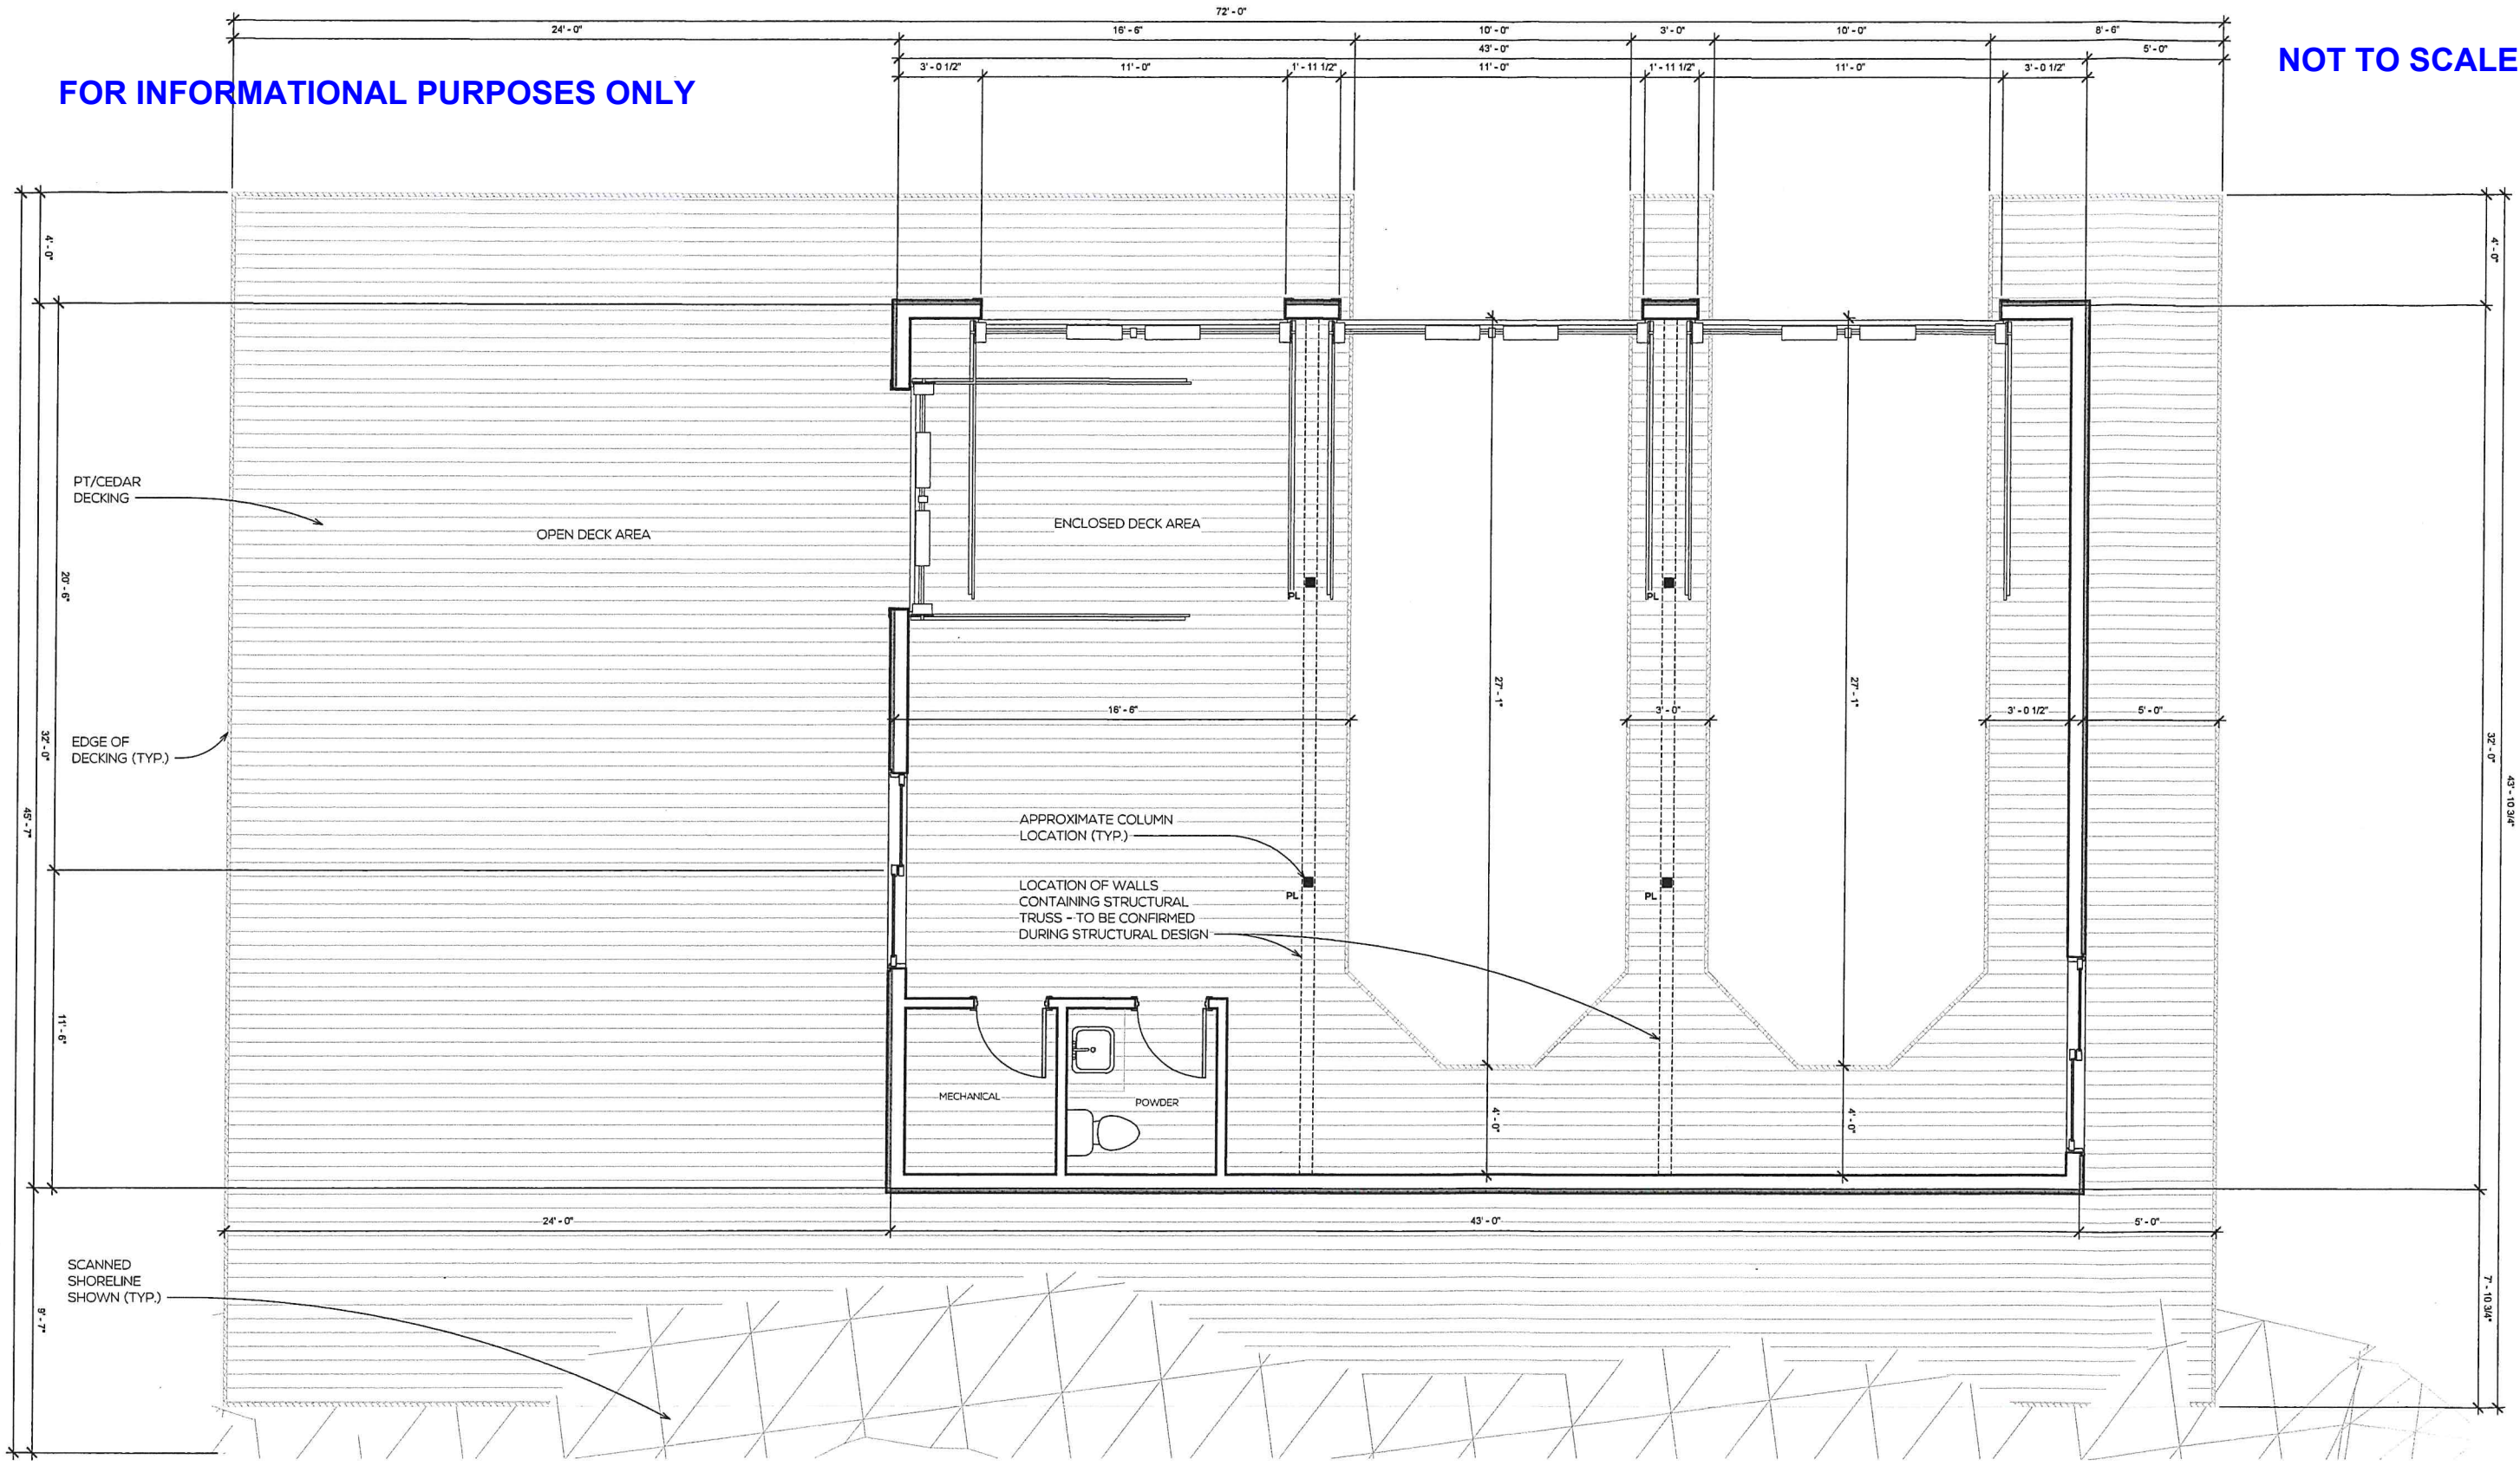 72' - 0"
24' - 0"
16' - 6"
10' - 0"
3' - 0"
10' - 0"
8' - 6"
43' - 0"
5' - 0"
3' - 0 1/2"
11' - 0"
1' - 11 1/2"
11' - 0"
1' - 11 1/2"
11' - 0"
3' - 0 1/2"
NOT TO SCALE
FOR INFORMATIONAL PURPOSES ONLY
4' - 0"
4' - 0"
PT/CEDAR
DECKING
OPEN DECK AREA
ENCLOSED DECK AREA
20' - 6"
PL
PL
27' - 1"
27' - 1"
16' - 6"
3' - 0"
3' - 0 1/2"
5' - 0"
EDGE OF
DECKING (TYP.)
32' - 0"
32' - 0"
45' - 7"
43' - 10 3/4"
APPROXIMATE COLUMN
LOCATION (TYP.)
LOCATION OF WALLS
CONTAINING STRUCTURAL
TRUSS - TO BE CONFIRMED
DURING STRUCTURAL DESIGN
PL
PL
11' - 6"
MECHANICAL
POWDER
4' - 0"
4' - 0"
24' - 0"
43' - 0"
5' - 0"
SCANNED
SHORELINE
SHOWN (TYP.)
9' - 7"
7' - 10 3/4"